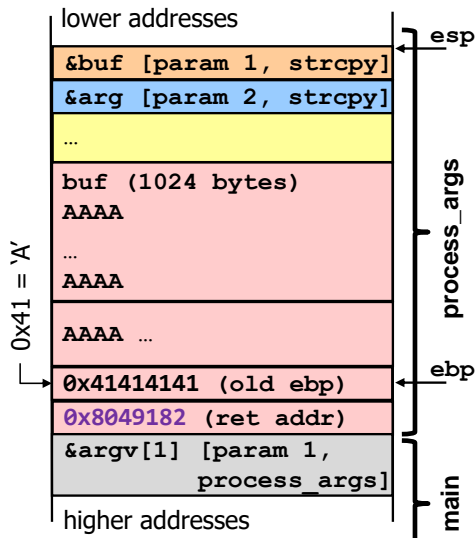 lower addresses
esp
&buf [param 1, strcpy]
&arg [param 2, strcpy]
…
buf (1024 bytes)
AAAA
…
AAAA
process_args
0x41 = ‘A’
AAAA …
0x41414141 (old ebp)
ebp
0x8049182 (ret addr)
&argv[1] [param 1,
process_args]
main
higher addresses